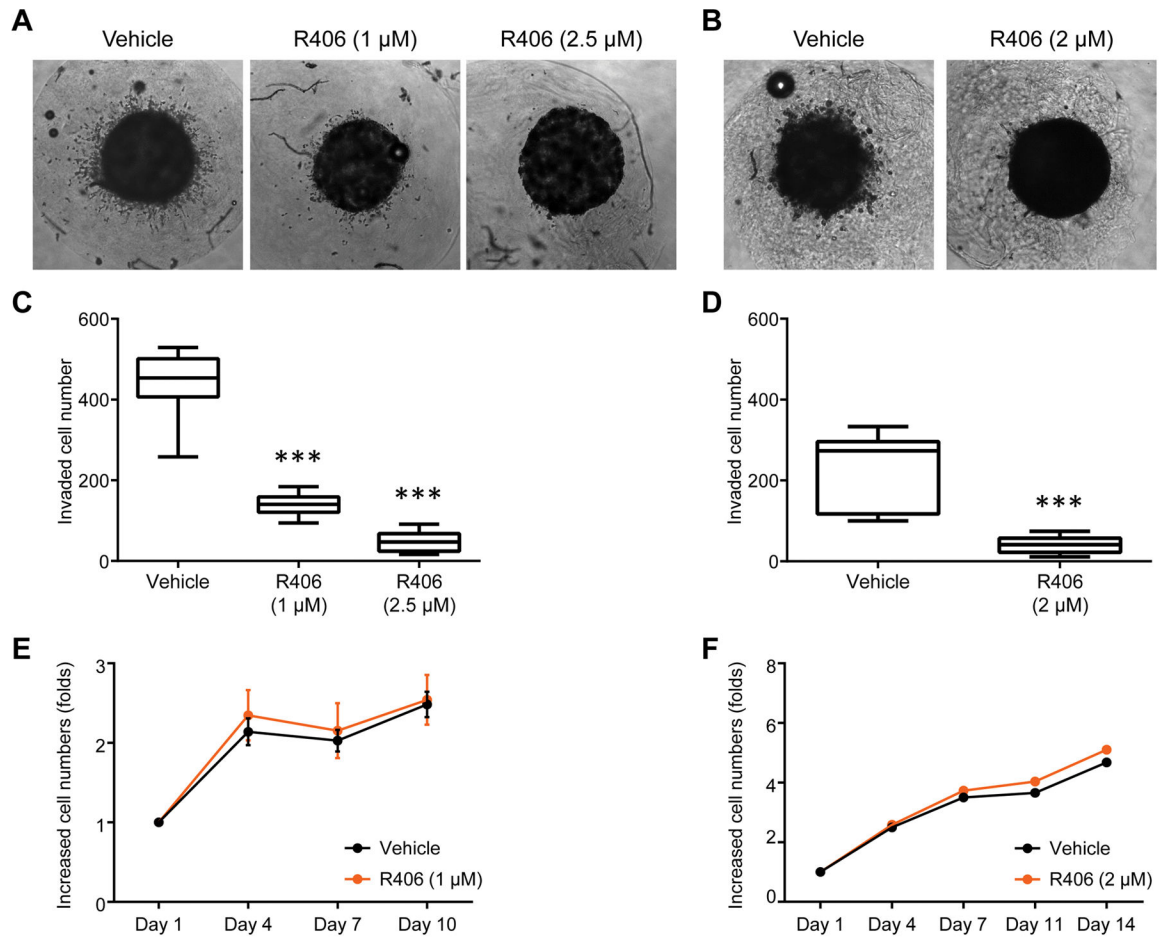 A
Vehicle
R406 (1 µM)
R406 (2.5 µM)
B
Vehicle
R406 (2 µM)
C
600
400
200
0
Invaded cell number
***
***
Vehicle
R406
(1 µM)
R406
(2.5 µM)
D
600
400
200
0
Invaded cell number
***
Vehicle
R406
(2 µM)
E
3
2
1
0
Increased cell numbers (folds)
Vehicle
R406 (1 µM)
Day 1
Day 4
Day 7
Day 10
F
8
6
4
2
0
Increased cell numbers (folds)
Vehicle
R406 (2 µM)
Day 1
Day 4
Day 7
Day 11
Day 14